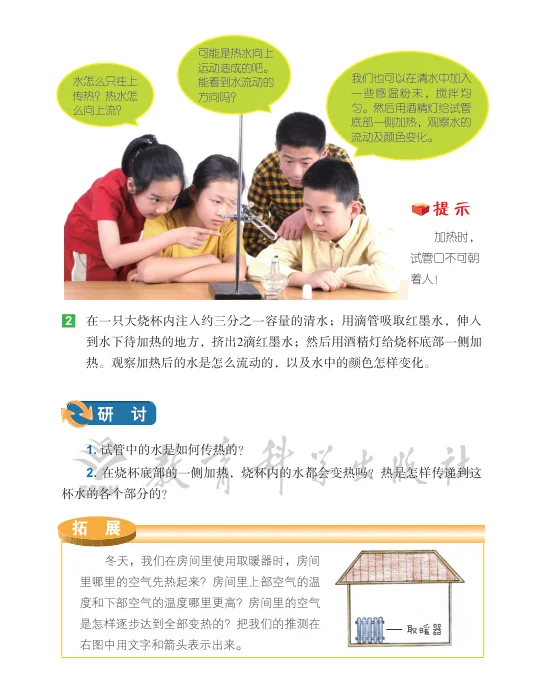 水怎么只往上
传热？热水怎
么向上流？
可能是热水向上
运动造成的吧。
能看到水流动的
方向吗？
我们也可以在清水中加入
一些感温粉末，搅拌均
匀。然后用酒精灯给试管
底部一侧加热，观察水的
流动及颜色变化。
提示
加热时，
试管口不可朝
着人！
2 在一只大烧杯内注入约三分之一容量的清水；用滴管吸取红墨水，伸入
到水下待加热的地方，挤出2滴红墨水；然后用酒精灯给烧杯底部一侧加
热。观察加热后的水是怎么流动的，以及水中的颜色怎样变化。
研 讨
1. 试管中的水是如何传热的？
2. 在烧杯底部的一侧加热，烧杯内的水都会变热吗？热是怎样传递到这
杯水的各个部分的？
教育科学出版社
拓 展
冬天，我们在房间里使用取暖器时，房间
里哪里的空气先热起来？房间里上部空气的温
度和下部空气的温度哪里更高？房间里的空气
是怎样逐步达到全部变热的？把我们的推测在
右图中用文字和箭头表示出来。
取暖器